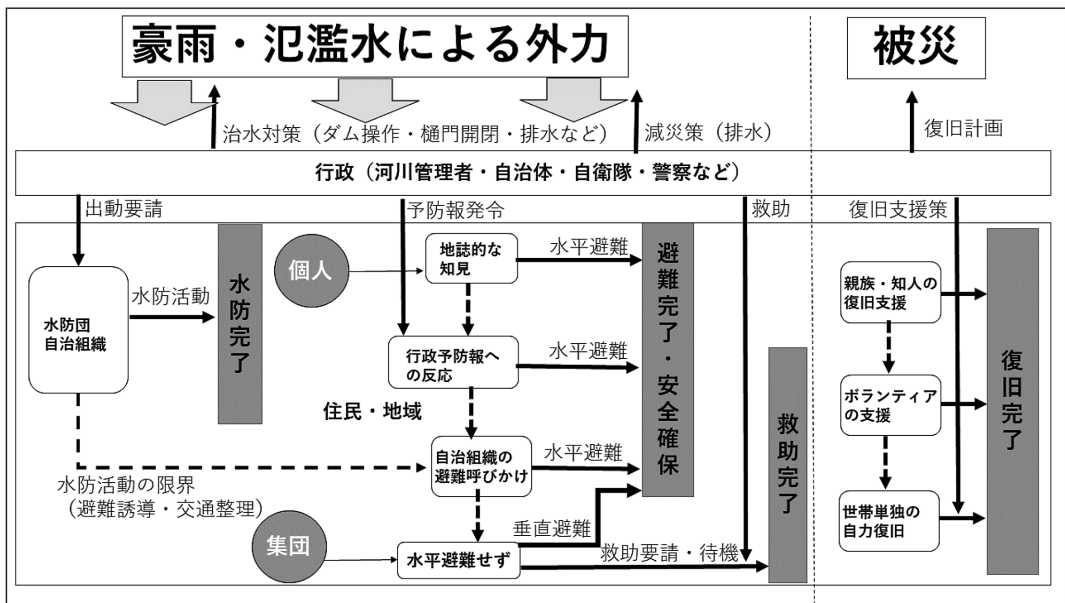 豪雨・氾濫水による外力
被災
治水対策（ダム操作・樋門開閉・排水など）
減災策（排水）
復旧計画
行政（河川管理者・自治体・自衛隊・警察など）
出動要請
予防報発令
救助
復旧支援策
個人
地誌的な
知見
水平避難
水防団
自治組織
水防活動
水防完了
行政予防報へ
の反応
水平避難
避難完了・安全確保
住民・地域
自治組織の
避難呼びかけ
水平避難
水防活動の限界
（避難誘導・交通整理）
集団
水平避難せず
垂直避難
救助要請・待機
救助完了
親族・知人の
復旧支援
ボランティア
の支援
世帯単独の
自力復旧
復旧完了